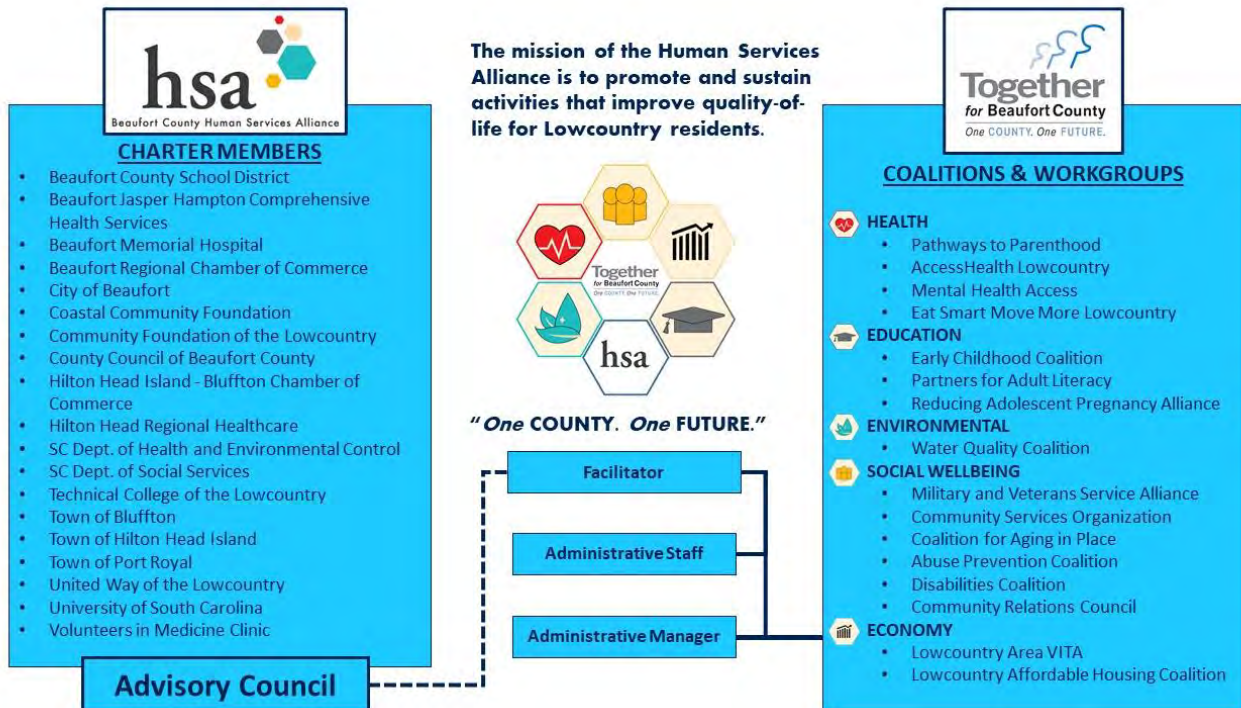 hsa
Beaufort County Human Services Alliance
CHARTER MEMBERS
• Beaufort County School District
• Beaufort Jasper Hampton Comprehensive
Health Services
• Beaufort Memorial Hospital
• Beaufort Regional Chamber of Commerce
• City of Beaufort
• Coastal Community Foundation
• Community Foundation of the Lowcountry
• County Council of Beaufort County
• Hilton Head Island - Bluffton Chamber of
Commerce
• Hilton Head Regional Healthcare
• SC Dept. of Health and Environmental Control
• SC Dept. of Social Services
• Technical College of the Lowcountry
• Town of Bluffton
• Town of Hilton Head Island
• Town of Port Royal
• United Way of the Lowcountry
• University of South Carolina
• Volunteers in Medicine Clinic
Advisory Council
The mission of the Human Services
Alliance is to promote and sustain
activities that improve quality-of-
life for Lowcountry residents.
Together
for Beaufort County
One COUNTY. One FUTURE.
hsa
"One COUNTY. One FUTURE."
Facilitator
Administrative Staff
Administrative Manager
Together
for Beaufort County
One COUNTY. One FUTURE.
COALITIONS & WORKGROUPS
HEALTH
• Pathways to Parenthood
• AccessHealth Lowcountry
• Mental Health Access
• Eat Smart Move More Lowcountry
EDUCATION
• Early Childhood Coalition
• Partners for Adult Literacy
• Reducing Adolescent Pregnancy Alliance
ENVIRONMENTAL
• Water Quality Coalition
SOCIAL WELLBEING
• Military and Veterans Service Alliance
• Community Services Organization
• Coalition for Aging in Place
• Abuse Prevention Coalition
• Disabilities Coalition
• Community Relations Council
ECONOMY
• Lowcountry Area VITA
• Lowcountry Affordable Housing Coalition